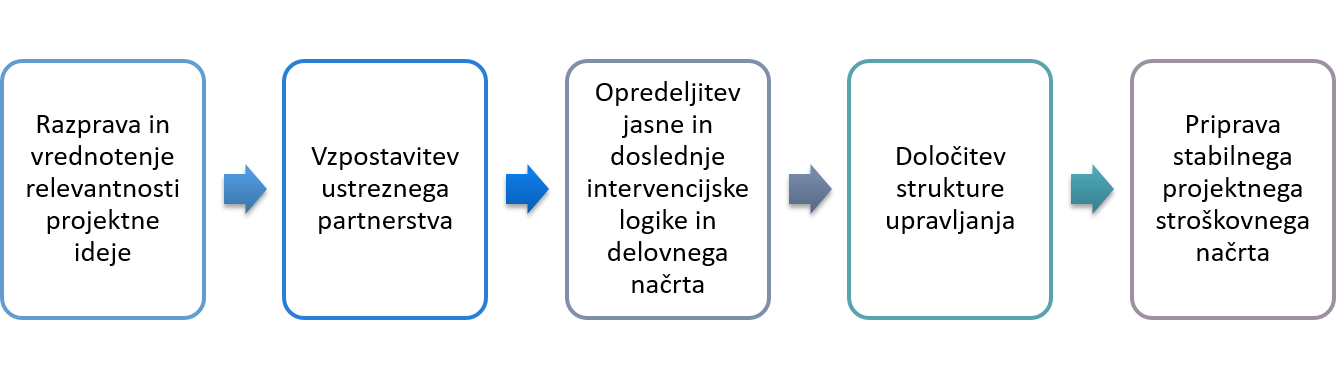 Razprava in
vrednotenje
relevantnosti
projektne
ideje
Vzpostavitev
ustreznega
partnerstva
Opredeljitev
jasne in
doslednje
intervencijske
logike in
delovnega
načrta
Določitev
strukture
upravljanja
Priprava
stabilnega
projektnega
stroškovnega
načrta